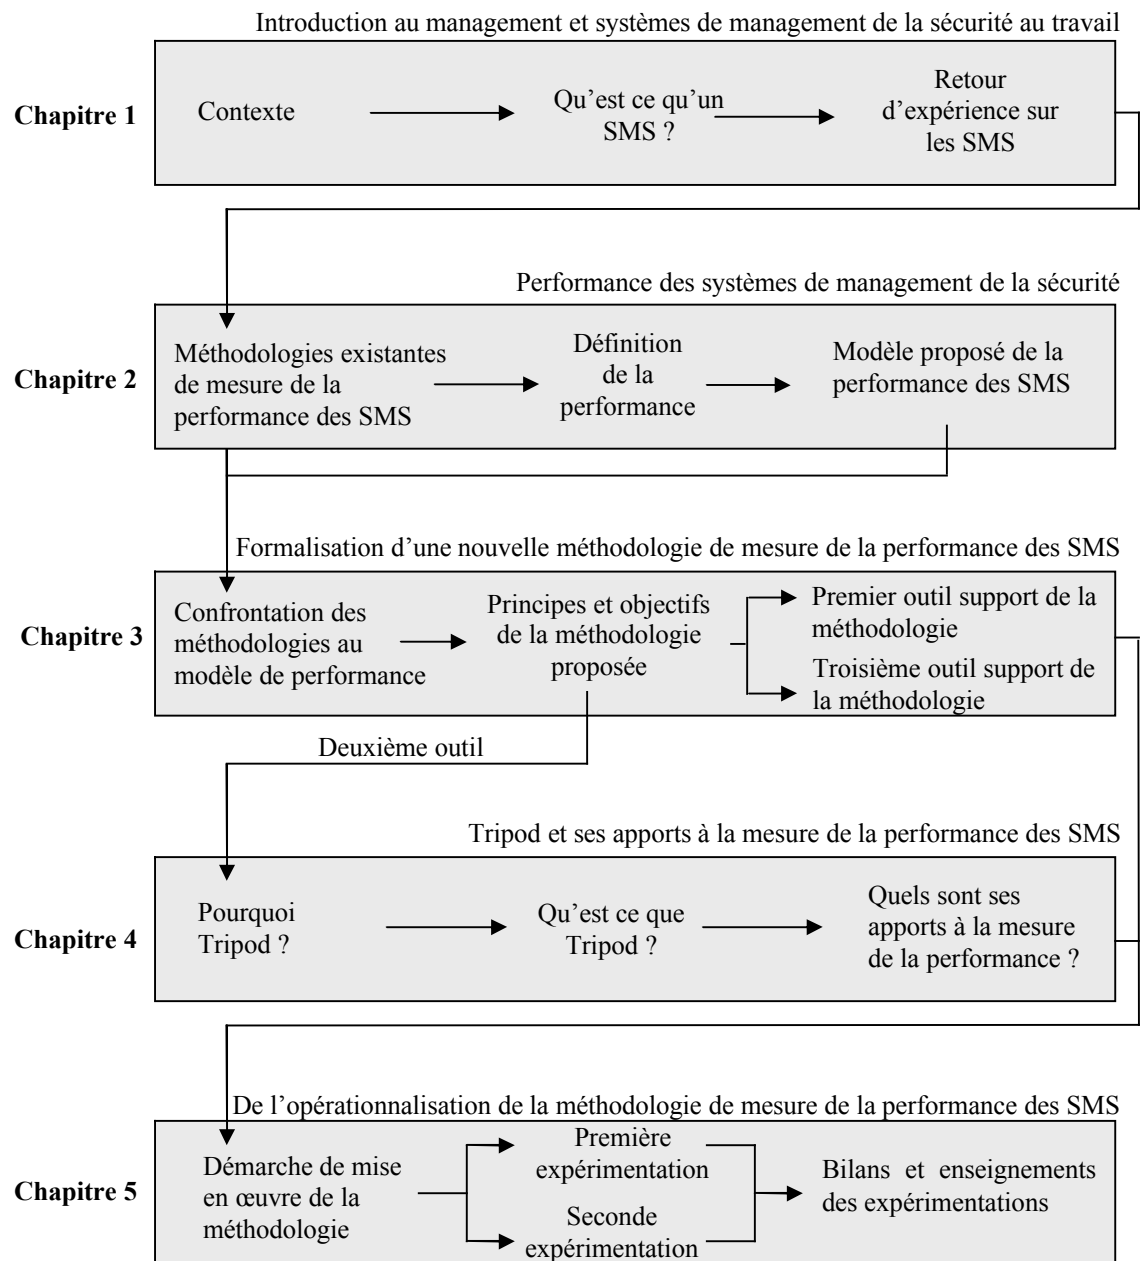 Introduction au management et systèmes de management de la sécurité au travail
Chapitre 1
Contexte
Qu’est ce qu’un
SMS ?
Retour
d’expérience sur
les SMS
Performance des systèmes de management de la sécurité
Chapitre 2
Méthodologies existantes
de mesure de la
performance des SMS
Définition
de la
performance
Modèle proposé de la
performance des SMS
Formalisation d’une nouvelle méthodologie de mesure de la performance des SMS
Chapitre 3
Confrontation des
méthodologies au
modèle de performance
Principes et objectifs
de la méthodologie
proposée
Premier outil support de la
méthodologie
Troisième outil support de
la méthodologie
Deuxième outil
Tripod et ses apports à la mesure de la performance des SMS
Chapitre 4
Pourquoi
Tripod ?
Qu’est ce que
Tripod ?
Quels sont ses
apports à la mesure
de la performance ?
De l’opérationnalisation de la méthodologie de mesure de la performance des SMS
Chapitre 5
Démarche de mise
en œuvre de la
méthodologie
Première
expérimentation
Seconde
expérimentation
Bilans et enseignements
des expérimentations